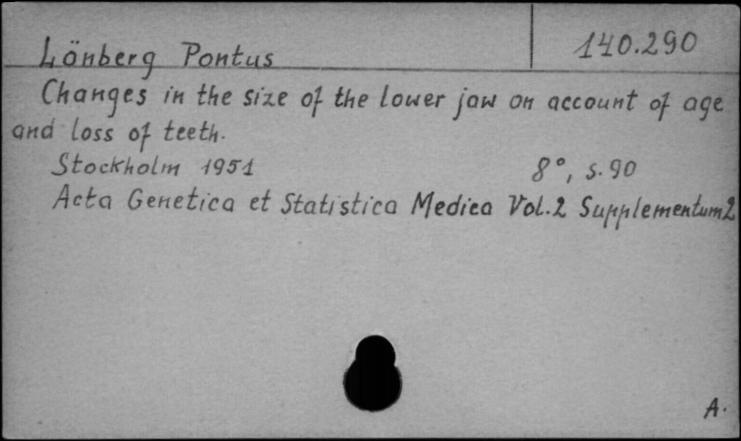 Lönberg Pontus 140.290
Changes in the size of the lower jaw on account of age
and loss of teeth.
Stockholm 1951 8°, s. 90
Acta Genetica et Statistica Medica Vol. 2 Supplementum 2
A.